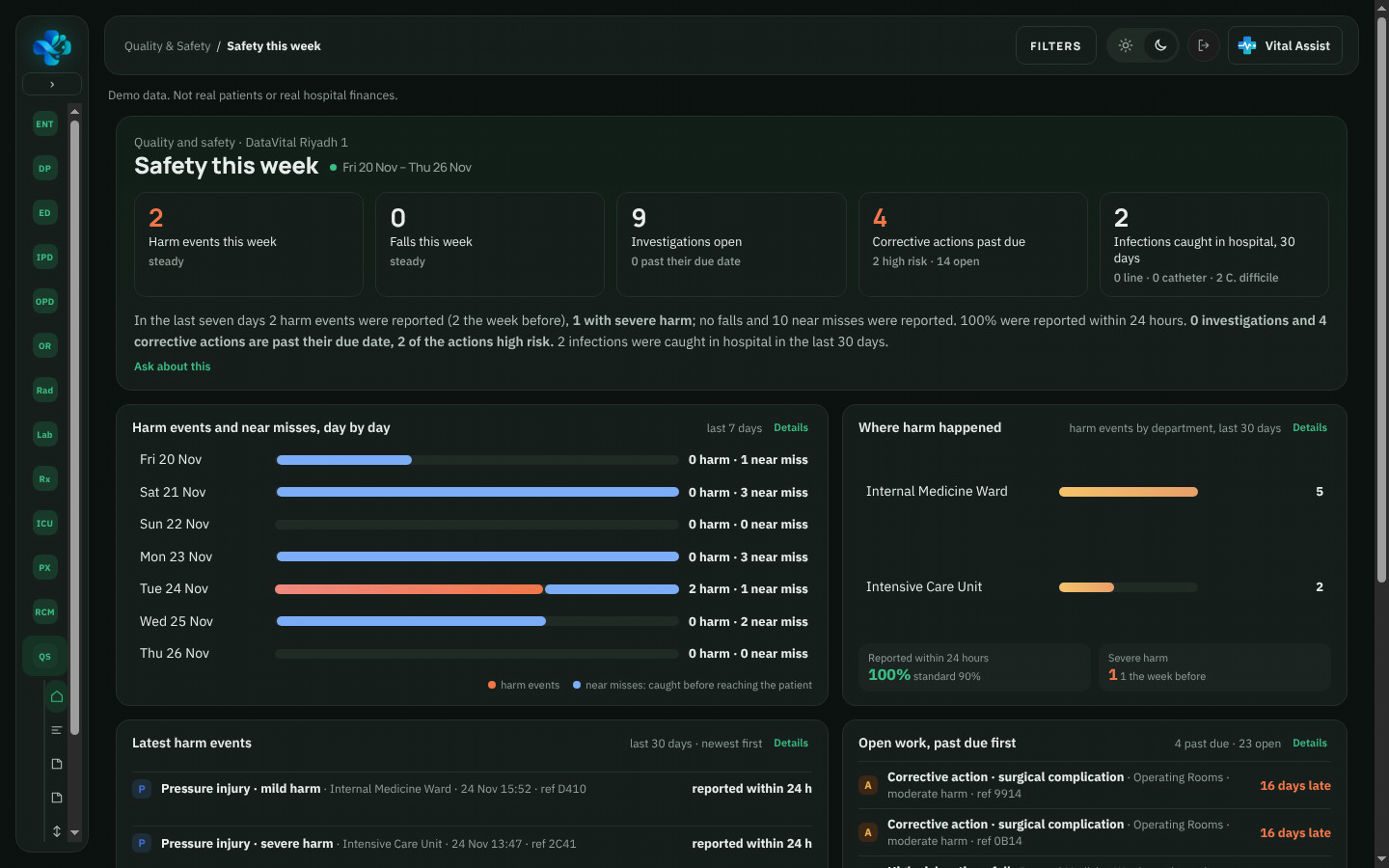 Quality & Safety / Safety this week
FILTERS
Vital Assist
Demo data. Not real patients or real hospital finances.
ENT
DP
ED
IPD
OPD
OR
Rad
Lab
Rx
ICU
PX
RCM
QS
Quality and safety · DataVital Riyadh 1
Safety this week
Fri 20 Nov – Thu 26 Nov
2
Harm events this week
steady
0
Falls this week
steady
9
Investigations open
0 past their due date
4
Corrective actions past due
2 high risk · 14 open
2
Infections caught in hospital, 30
days
0 line · 0 catheter · 2 C. difficile
In the last seven days 2 harm events were reported (2 the week before), 1 with severe harm; no falls and 10 near misses were reported. 100% were reported within 24 hours. 0 investigations and 4
corrective actions are past their due date, 2 of the actions high risk. 2 infections were caught in hospital in the last 30 days.
Ask about this
Harm events and near misses, day by day
last 7 days Details
Fri 20 Nov 0 harm · 1 near miss
Sat 21 Nov 0 harm · 3 near miss
Sun 22 Nov 0 harm · 0 near miss
Mon 23 Nov 0 harm · 3 near miss
Tue 24 Nov 2 harm · 1 near miss
Wed 25 Nov 0 harm · 2 near miss
Thu 26 Nov 0 harm · 0 near miss
harm events near misses: caught before reaching the patient
Where harm happened
harm events by department, last 30 days Details
Internal Medicine Ward 5
Intensive Care Unit 2
Reported within 24 hours
100% standard 90%
Severe harm
1 1 the week before
Latest harm events
last 30 days · newest first Details
P Pressure injury · mild harm · Internal Medicine Ward · 24 Nov 15:52 · ref D410 reported within 24 h
P Pressure injury · severe harm · Intensive Care Unit · 24 Nov 13:47 · ref 2C41 reported within 24 h
Open work, past due first
4 past due · 23 open Details
A Corrective action · surgical complication · Operating Rooms ·
moderate harm · ref 9914
16 days late
A Corrective action · surgical complication · Operating Rooms ·
moderate harm · ref 0B14
16 days late